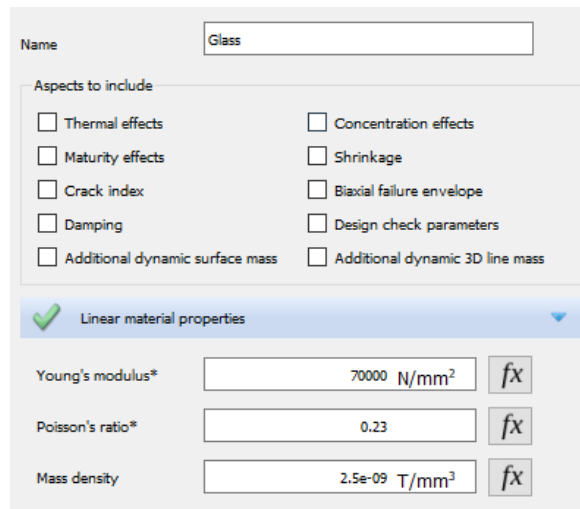 Name Glass
Aspects to include
Thermal effects Concentration effects
Maturity effects Shrinkage
Crack index Biaxial failure envelope
Damping Design check parameters
Additional dynamic surface mass Additional dynamic 3D line mass
Linear material properties
Young's modulus* 70000 N/mm² fx
Poisson's ratio* 0.23 fx
Mass density 2.5e-09 T/mm³ fx